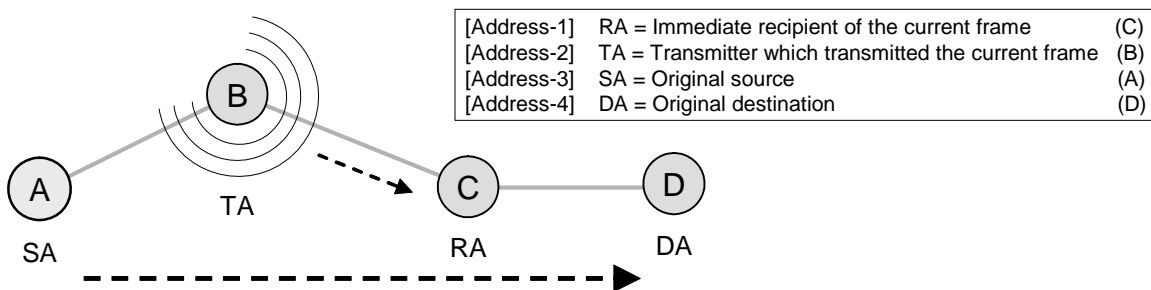 [Address-1] RA = Immediate recipient of the current frame (C)
[Address-2] TA = Transmitter which transmitted the current frame (B)
[Address-3] SA = Original source (A)
[Address-4] DA = Original destination (D)
B
A
C
D
TA
SA
RA
DA